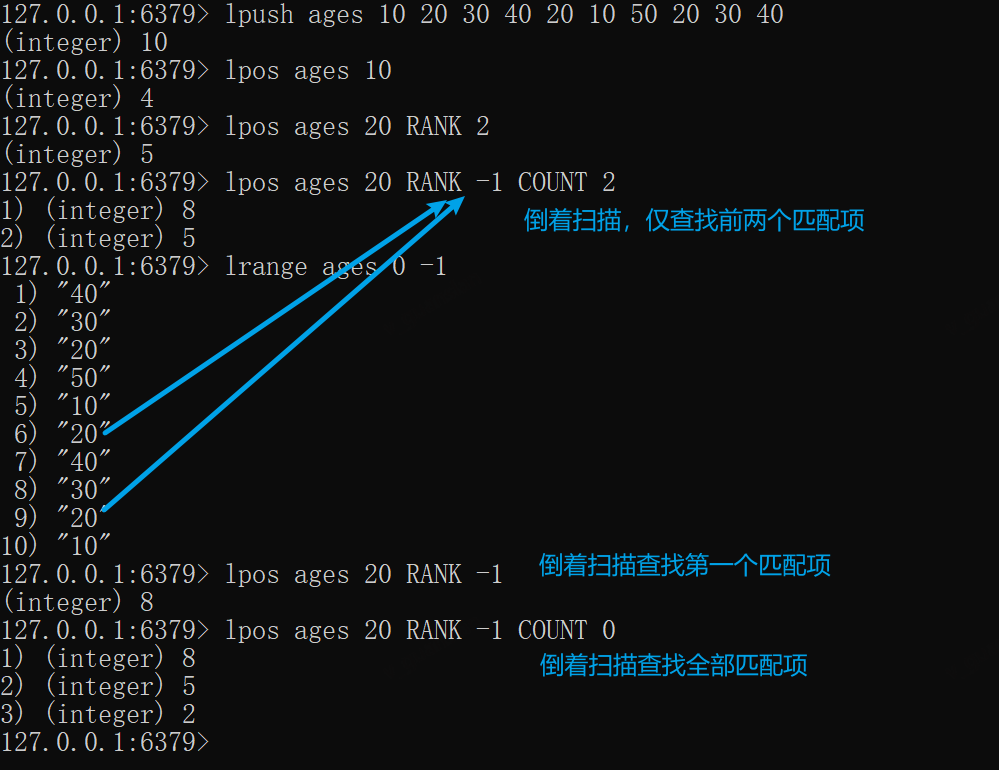 127.0.0.1:6379> lpush ages 10 20 30 40 20 10 50 20 30 40
(integer) 10
127.0.0.1:6379> lpos ages 10
(integer) 4
127.0.0.1:6379> lpos ages 20 RANK 2
(integer) 5
127.0.0.1:6379> lpos ages 20 RANK -1 COUNT 2
1) (integer) 8
倒着扫描，仅查找前两个匹配项
2) (integer) 5
127.0.0.1:6379> lrange ages 0 -1
1) "40"
2) "30"
3) "20"
4) "50"
5) "10"
6) "20"
7) "40"
8) "30"
9) "20"
10) "10"
倒着扫描查找第一个匹配项
127.0.0.1:6379> lpos ages 20 RANK -1
(integer) 8
127.0.0.1:6379> lpos ages 20 RANK -1 COUNT 0
1) (integer) 8
倒着扫描查找全部匹配项
2) (integer) 5
3) (integer) 2
127.0.0.1:6379>